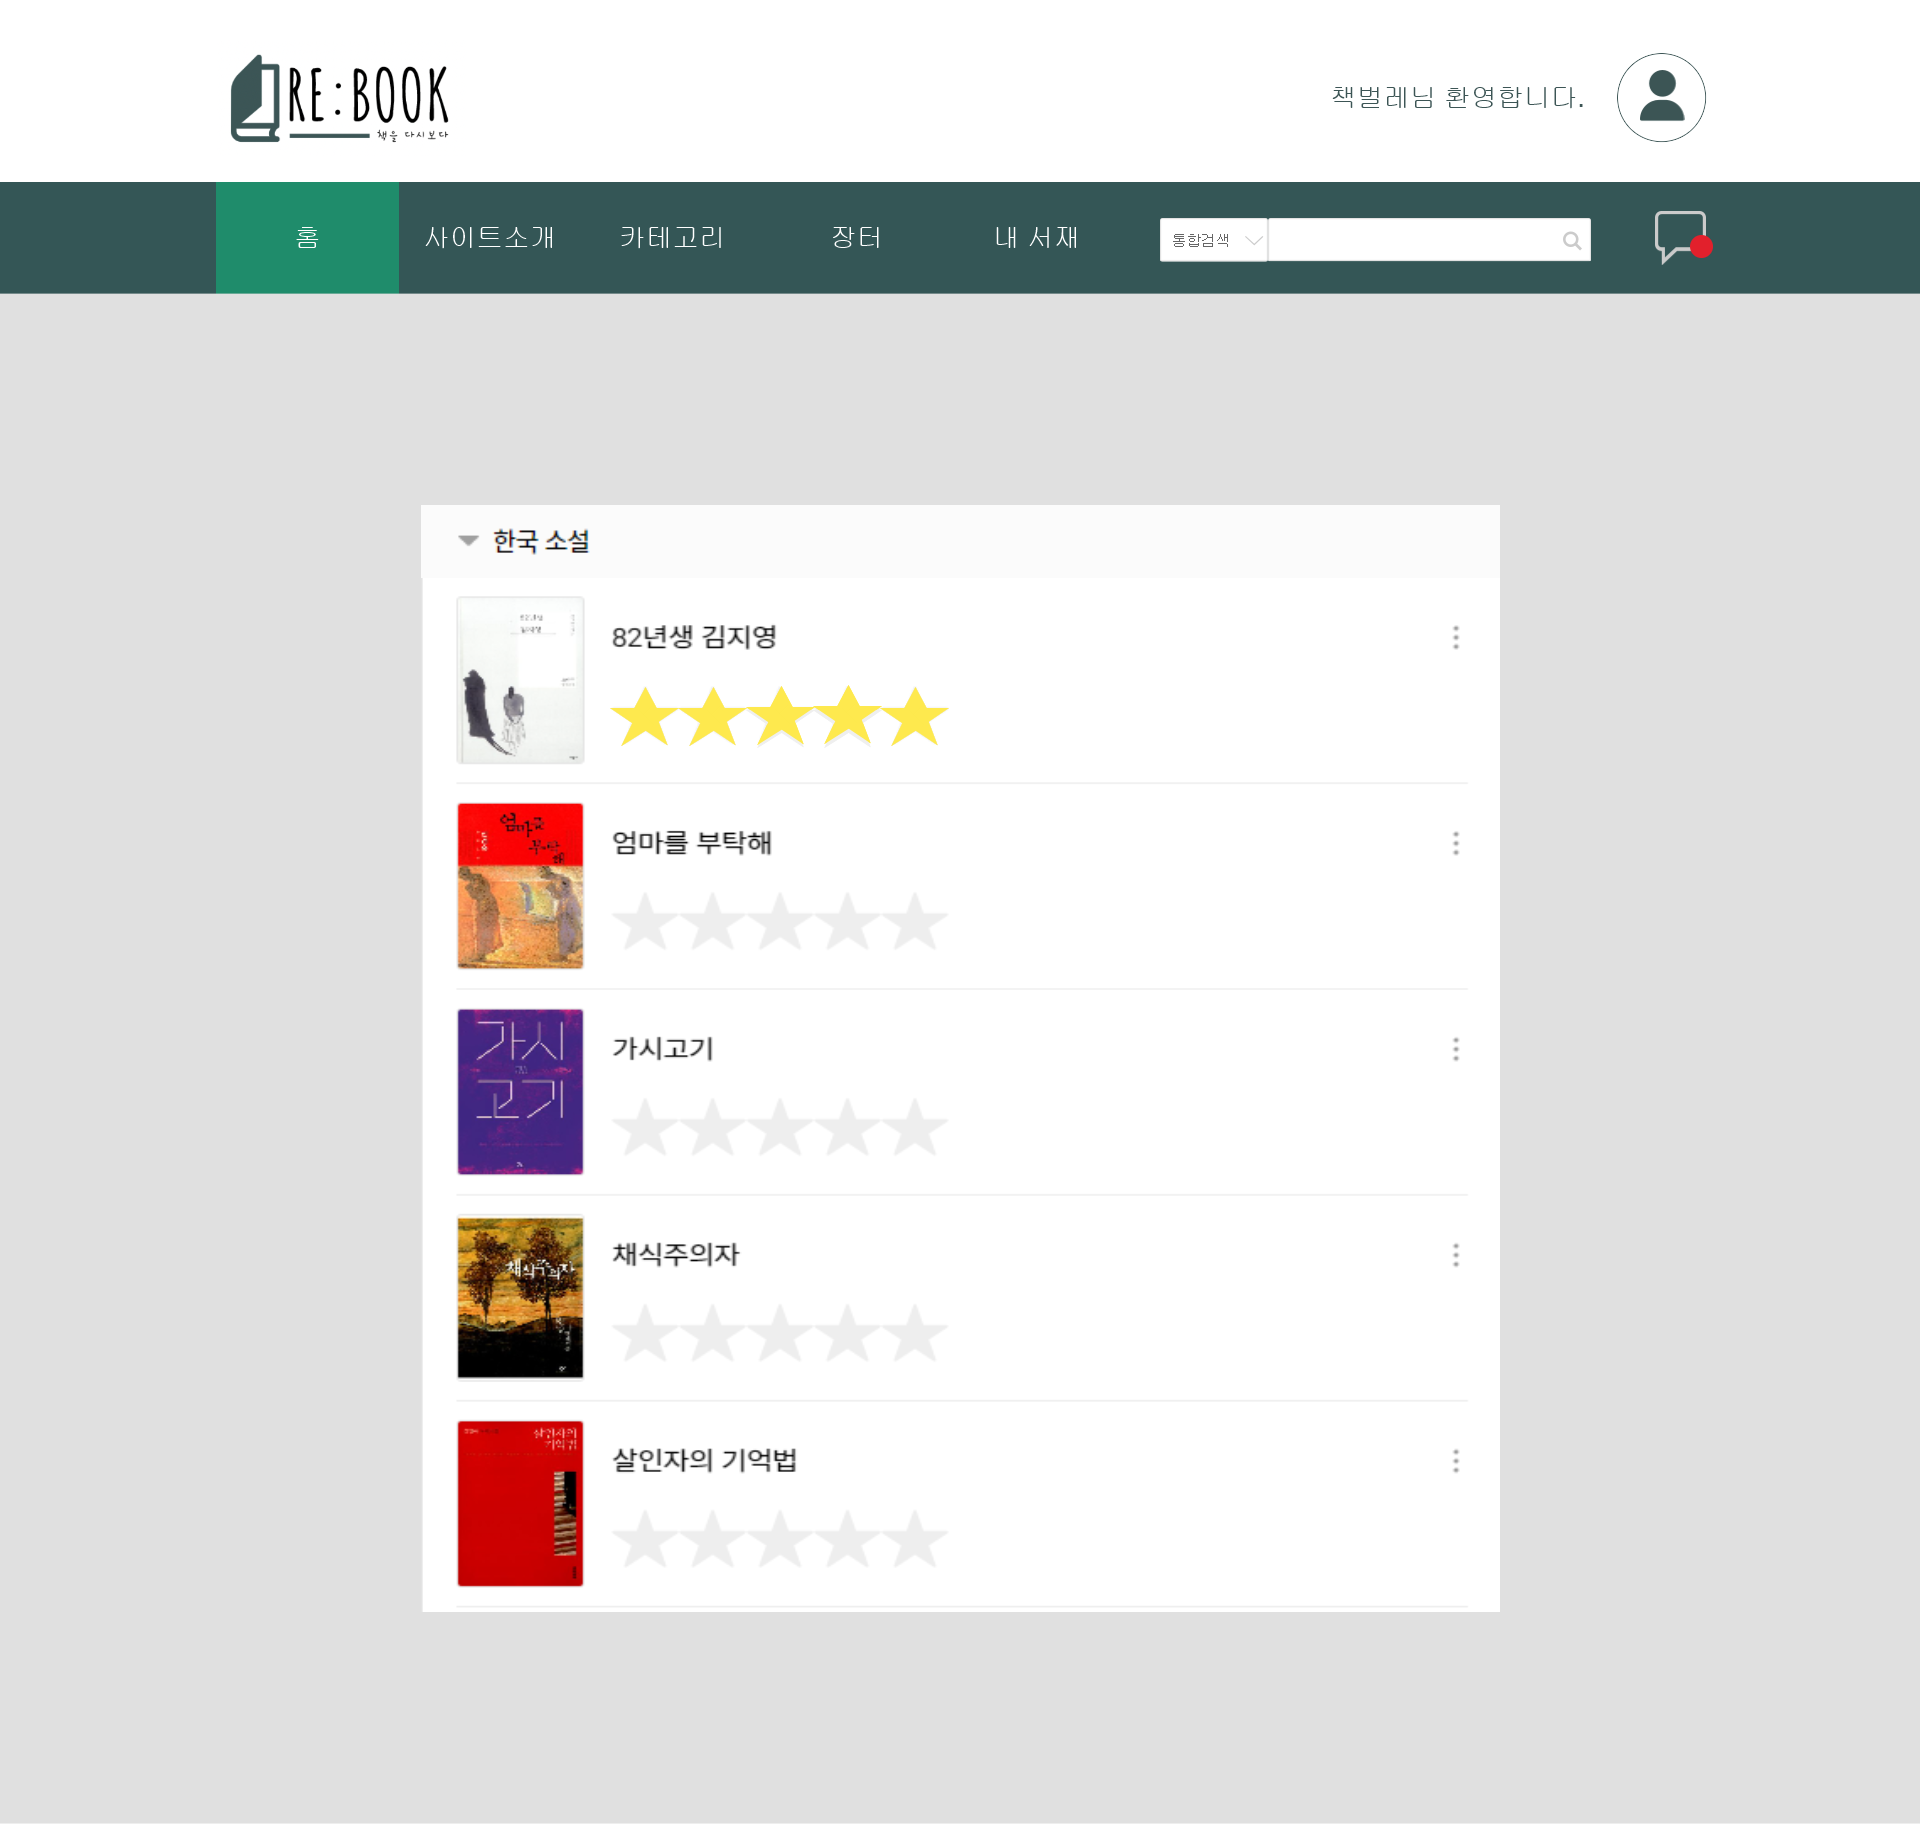 RE:BOOK
책을 다시보다
책벌레님 환영합니다.
홈 사이트소개 카테고리 장터 내 서재 통합검색
한국 소설
82년생 김지영
82년생
김지영
엄마를 부탁해
엄마를
부탁
해
가시고기
가시
고기
채식주의자
채식주의자
살인자의 기억법
살인자의
기억법